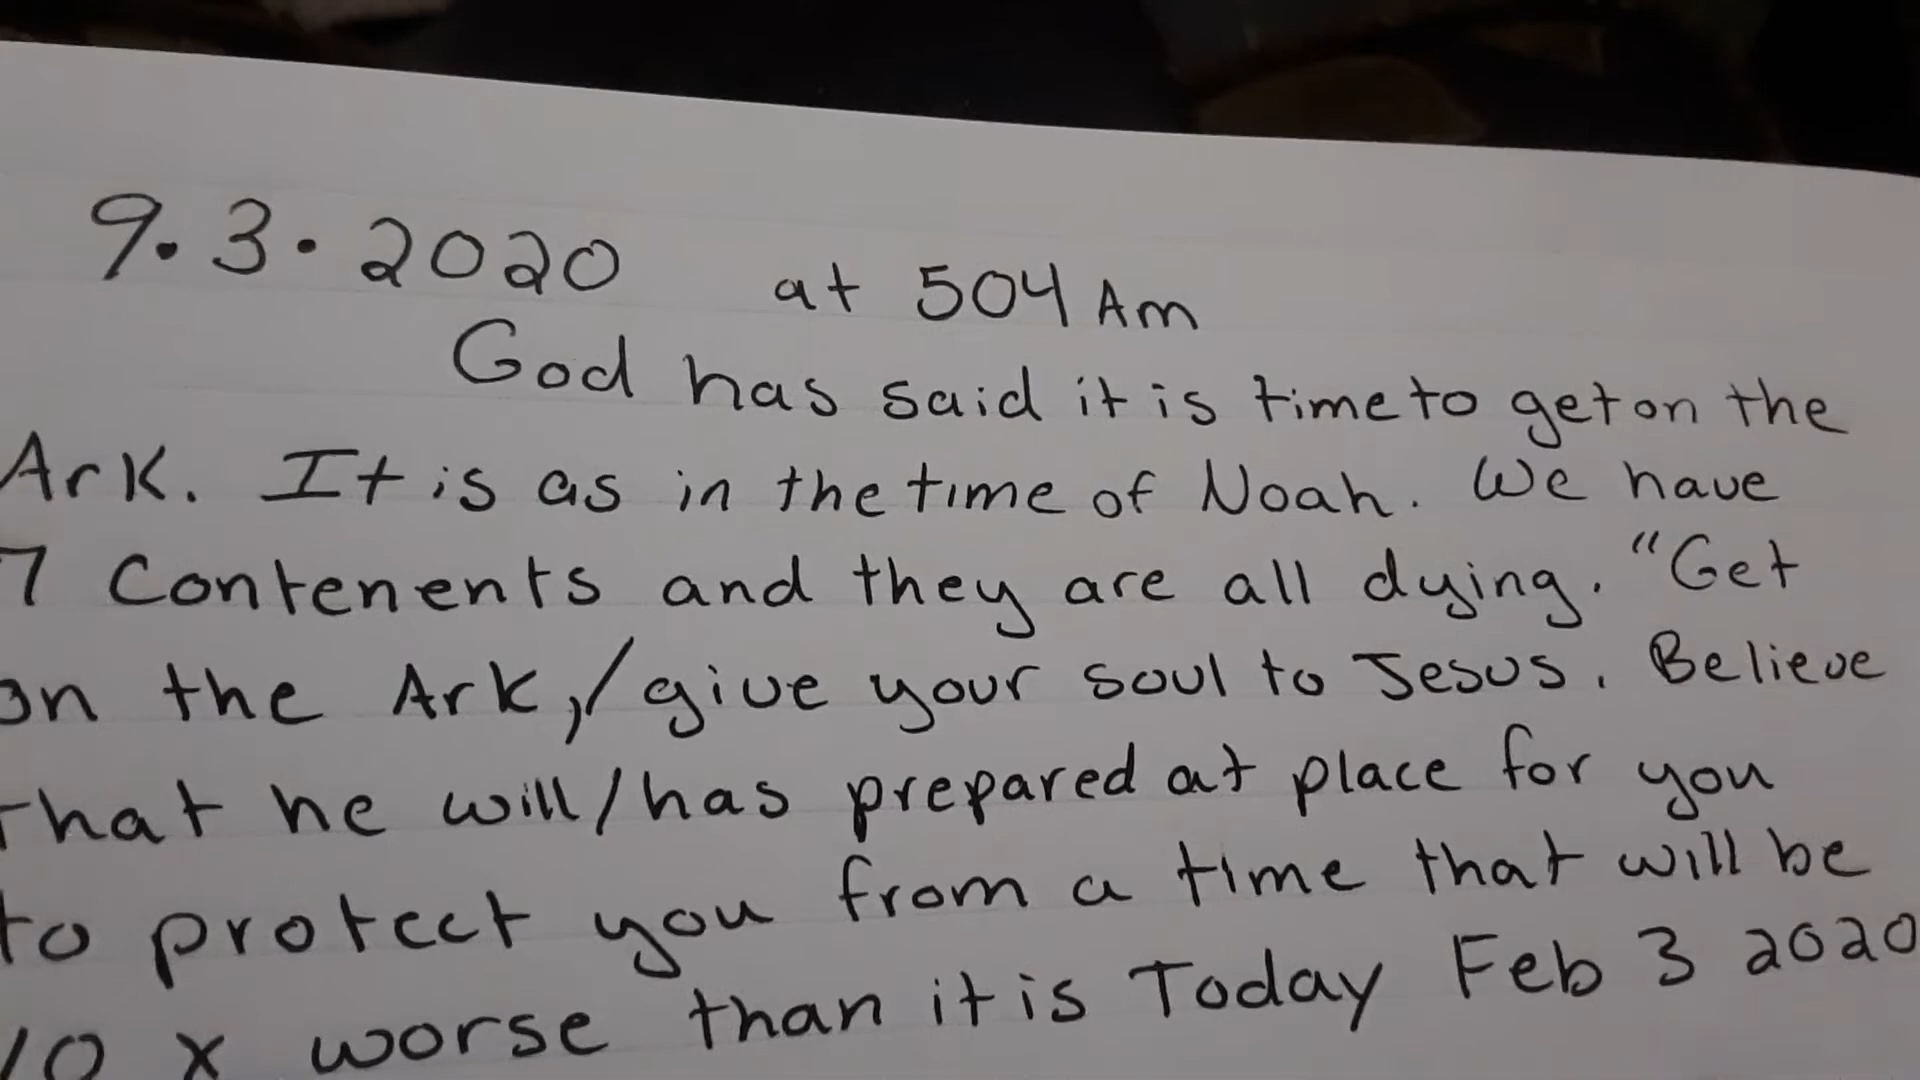 9.3.2020 at 504 Am
God has said it is time to get on the
Ark. It is as in the time of Noah. We have
7 Contenents and they are all dying. "Get
on the Ark,/give your soul to Jesus. Believe
that he will/has prepared at place for you
to protect you from a time that will be
10 x worse than it is Today Feb 3 2020